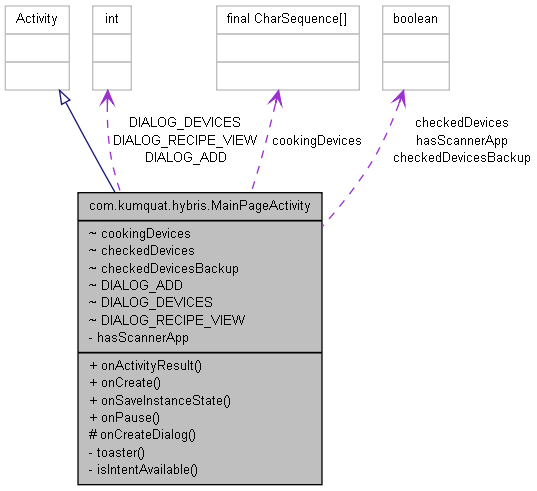 Activity
int
final CharSequence[]
boolean
DIALOG_DEVICES
DIALOG_RECIPE_VIEW
DIALOG_ADD
cookingDevices
checkedDevices
hasScannerApp
checkedDevicesBackup
com.kumquat.hybris.MainPageActivity
~ cookingDevices
~ checkedDevices
~ checkedDevicesBackup
~ DIALOG_ADD
~ DIALOG_DEVICES
~ DIALOG_RECIPE_VIEW
- hasScannerApp
+ onActivityResult()
+ onCreate()
+ onSaveInstanceState()
+ onPause()
# onCreateDialog()
- toaster()
- isIntentAvailable()